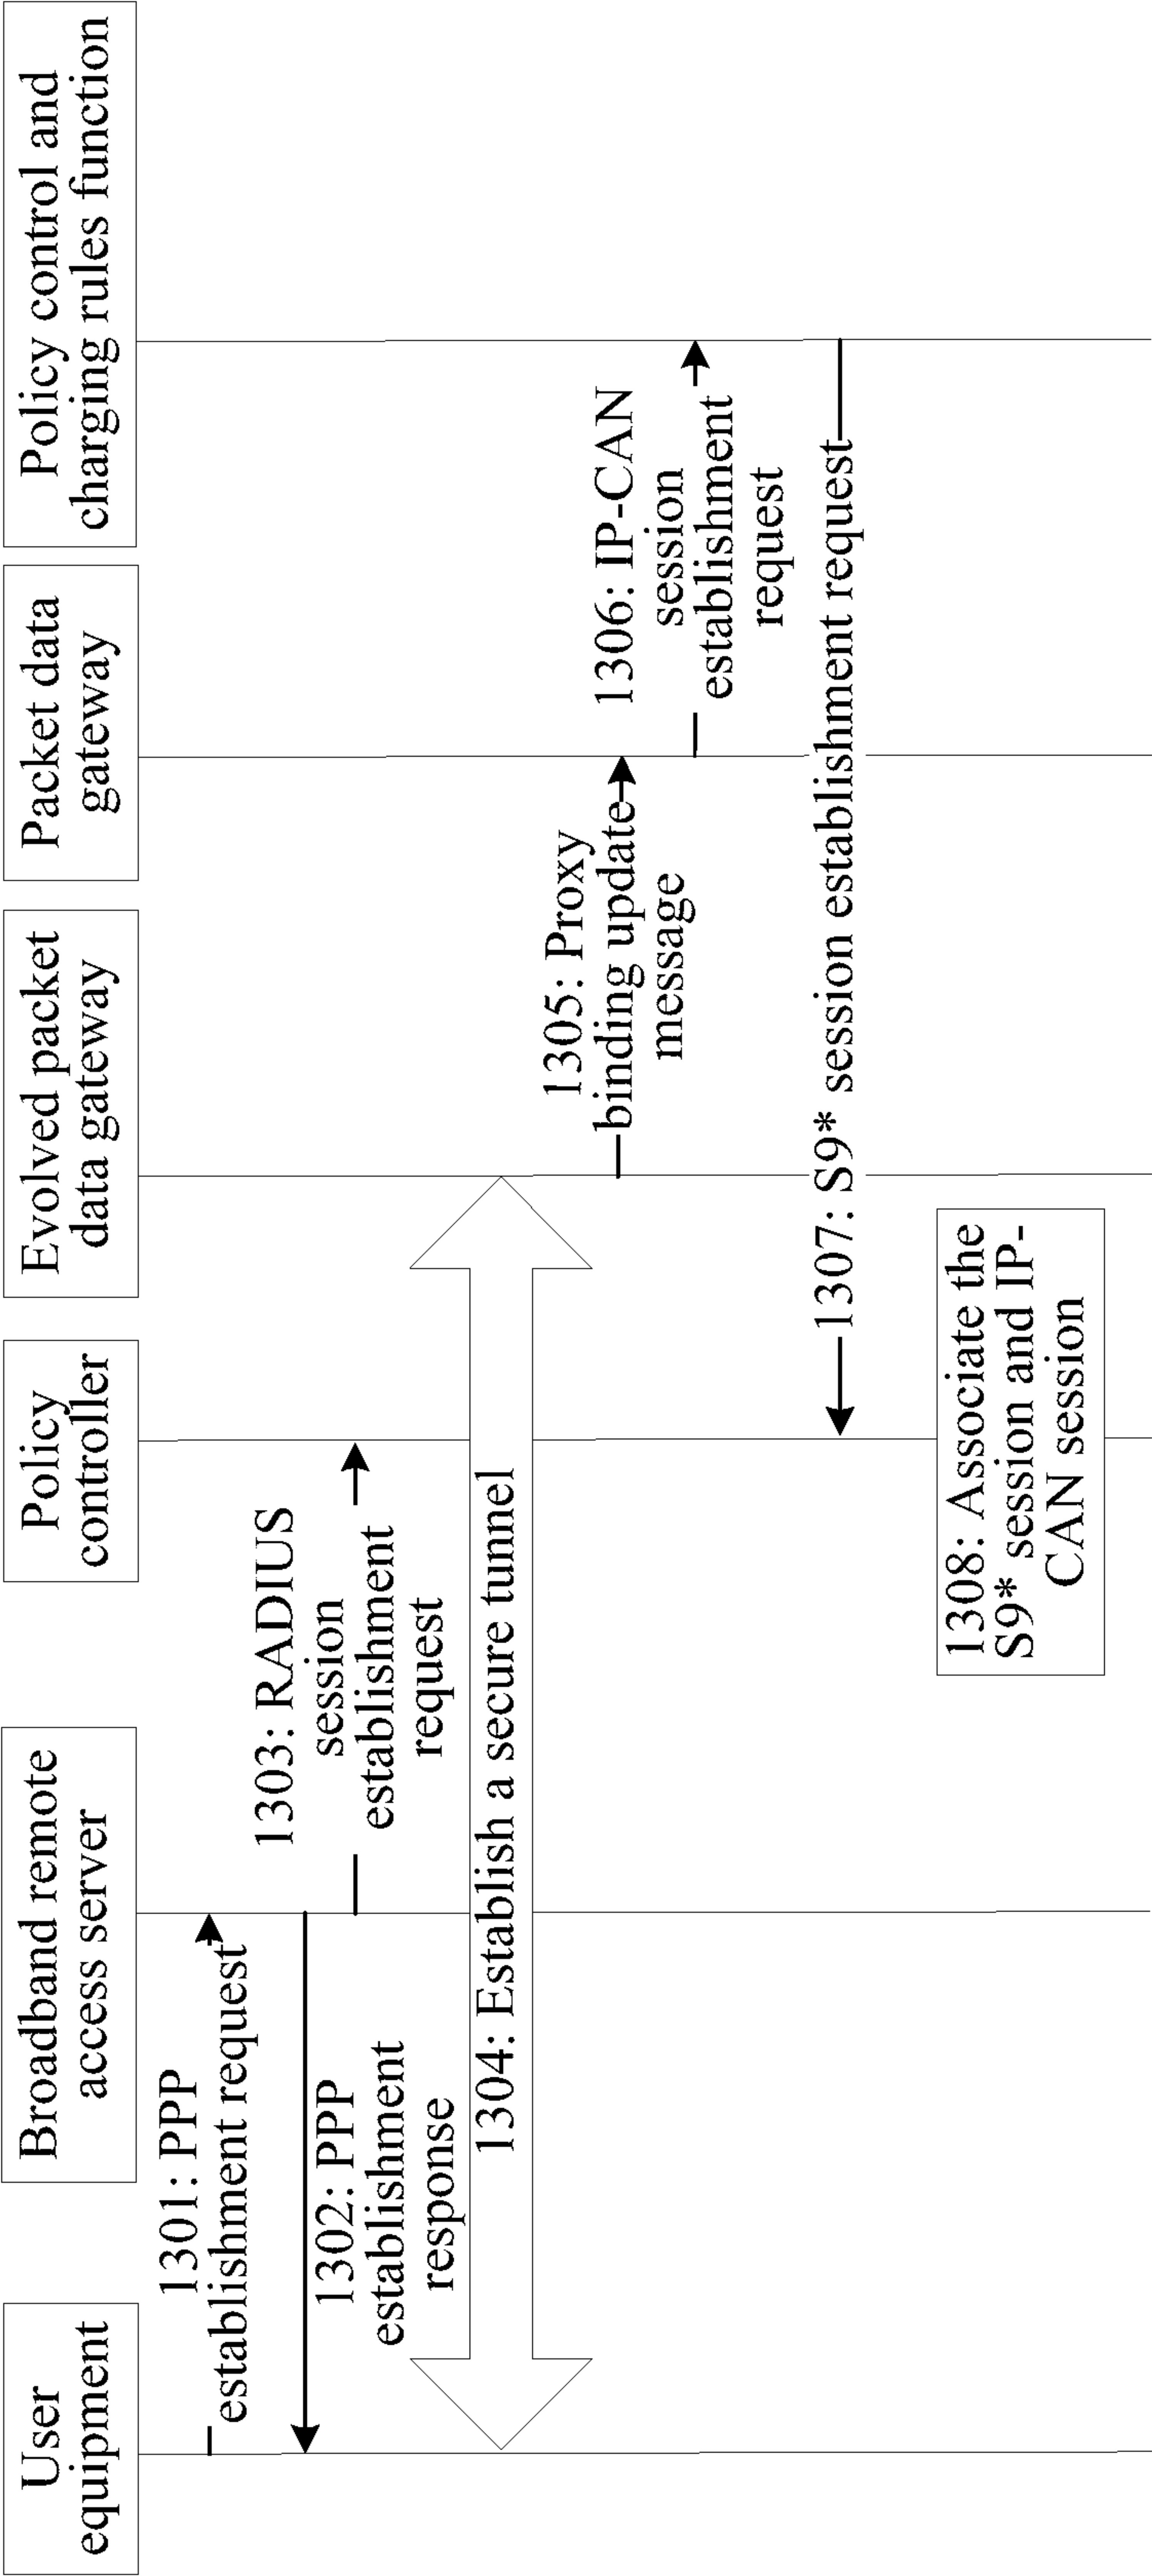 User
equipment
Broadband remote
access server
Policy
controller
Evolved packet
data gateway
Packet data
gateway
Policy control and
charging rules function
1301: PPP
establishment request
1302: PPP
establishment
response
1303: RADIUS
session
establishment
request
1304: Establish a secure tunnel
1305: Proxy
binding update
message
1306: IP-CAN
session
establishment
request
1307: S9* session establishment request
1308: Associate the
S9* session and IP-
CAN session